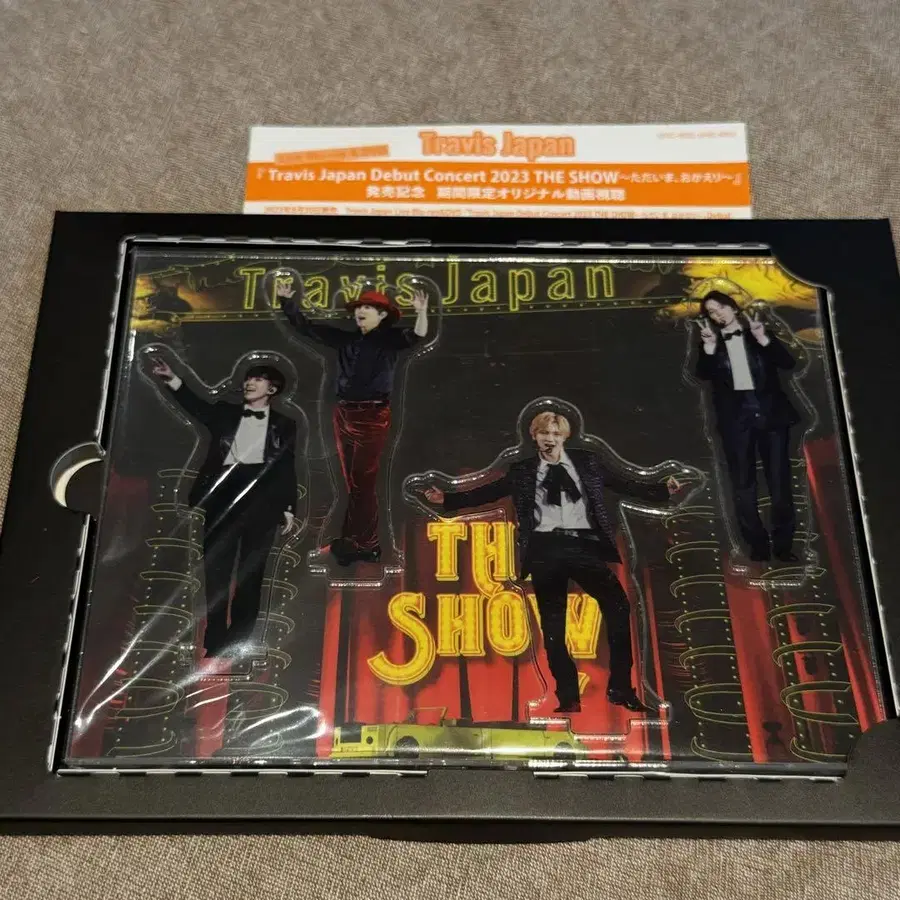 Travis Japan
『Travis Japan Debut Concert 2023 THE SHOW～ただいま、おかえり～』
発売記念 期間限定オリジナル動画視聴
Travis Japan
THE
SHOW